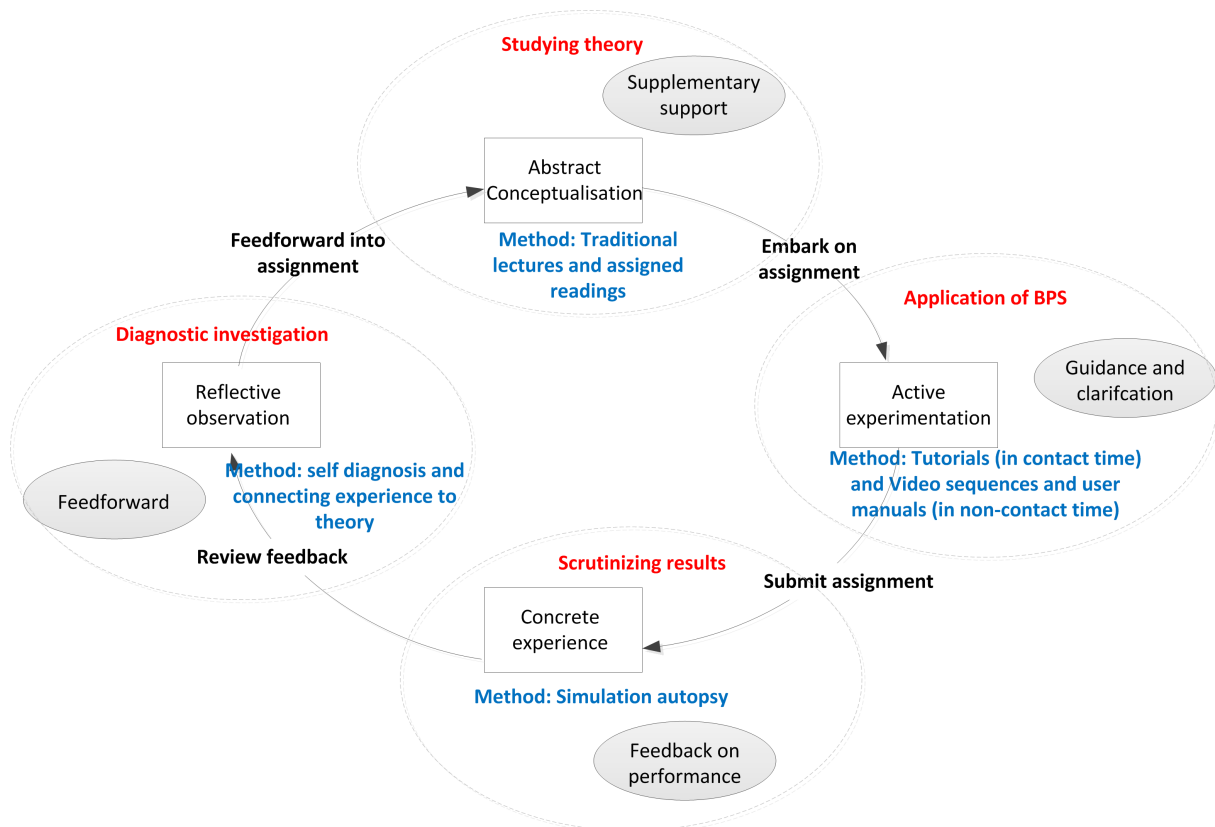 Studying theory
Supplementary
support
Abstract
Conceptualisation
Method: Traditional
lectures and assigned
readings
Feedforward into
assignment
Embark on
assignment
Application of BPS
Guidance and
clarifcation
Active
experimentation
Method: Tutorials (in contact time)
and Video sequences and user
manuals (in non-contact time)
Diagnostic investigation
Reflective
observation
Method: self diagnosis and
connecting experience to
theory
Feedforward
Review feedback
Submit assignment
Scrutinizing results
Concrete
experience
Method: Simulation autopsy
Feedback on
performance